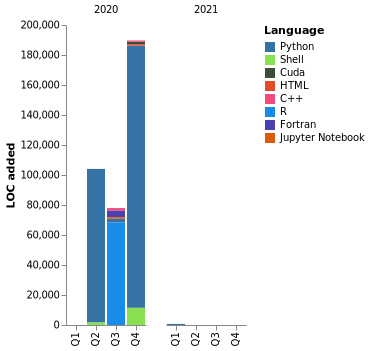 2020 2021
LOC added
200,000
180,000
160,000
140,000
120,000
100,000
80,000
60,000
40,000
20,000
0
Q1 Q2 Q3 Q4 Q1 Q2 Q3 Q4
Language
Python
Shell
Cuda
HTML
C++
R
Fortran
Jupyter Notebook